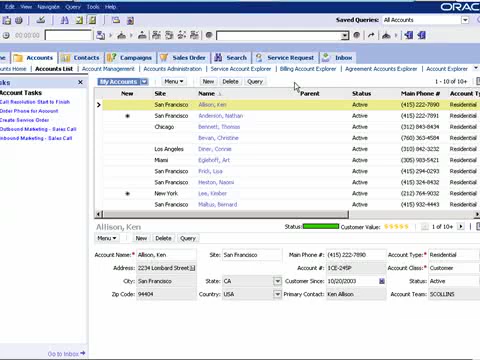 Edit View Navigate Query Tools Help ORAC
Saved Queries: All Accounts
00:00:00
Accounts Contacts Campaigns Sales Order Search Service Request Inbox
Accounts Home Accounts List Account Management Accounts Administration Service Account Explorer Billing Account Explorer Agreement Accounts Explorer Account Explorer
Account Tasks
Call Resolution Start to Finish
Order Phone for Account
Create Service Order
Outbound Marketing - Sales Call
Inbound Marketing - Sales Call
Go to Inbox
My Accounts Menu New Delete Query 1 - 10 of 10+
New Site Name Parent Status Main Phone # Account Ty
San Francisco Allison, Ken Active (415) 222-7890 Residential
San Francisco Anderson, Nathan Active (415) 222-7891 Residential
Chicago Bennett, Thomas Active (312) 843-8434 Residential
Bevan, Christine Active (760) 363-4584 Residential
Los Angeles Active (310) 842-3232 Residential
Miami Eglehoff, Art Active (305) 983-5421 Residential
San Francisco Frick, Lisa Active (415) 294-0293 Residential
San Francisco Heston, Naomi Active (415) 324-8432 Residential
New York Lee, Kimber Active (212) 764-9032 Residential
San Francisco Maltus, Bernard Active (415) 932-4443 Residential
Allison, Ken Status: Customer Value: 1 of 10+
Menu New Delete Query
Account Name: Allison, Ken Site: San Francisco Main Phone #: (415) 222-7890 Account Type: Residential
Address: 2234 Lombard Street Account #: 1CE-245P Account Class: Customer
City: San Francisco State: CA Customer Since: 10/20/2003 Status: Active
Zip Code: 94404 Country: USA Primary Contact: Ken Allison Account Team: SCOLLINS